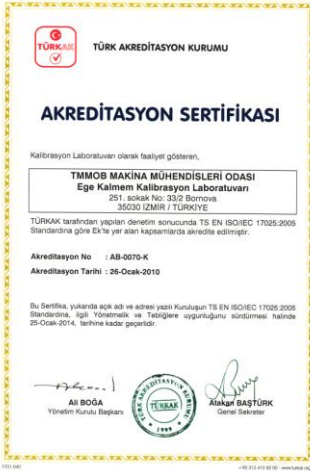 TÜRKAK
TÜRK AKREDİTASYON KURUMU
AKREDİTASYON SERTİFİKASI
Kalibrasyon Laboratuvarı olarak faaliyet gösteren,
TMMOB MAKİNA MÜHENDİSLERİ ODASI
Ege Kalmem Kalibrasyon Laboratuvarı
251. sokak No: 33/2 Bornova
35030 İZMİR / TÜRKİYE
TÜRKAK tarafından yapılan denetim sonucunda TS EN ISO/IEC 17025:2005
Standardına göre Ek'te yer alan kapsamlarda akredite edilmiştir.
Akreditasyon No : AB-0070-K
Akreditasyon Tarihi : 26-Ocak-2010
Bu Sertifika, yukarıda açık adı ve adresi yazılı Kuruluşun TS EN ISO/IEC 17025:2005
Standardına, ilgili Yönetmelik ve Tebliğlere uygunluğunu sürdürmesi halinde
25-Ocak-2014, tarihine kadar geçerlidir.
Ali BOĞA
Yönetim Kurulu Başkanı
TÜRK AKREDİTASYON KURUMU
TÜRKAK
1999
Atakan BAŞTÜRK
Genel Sekreter